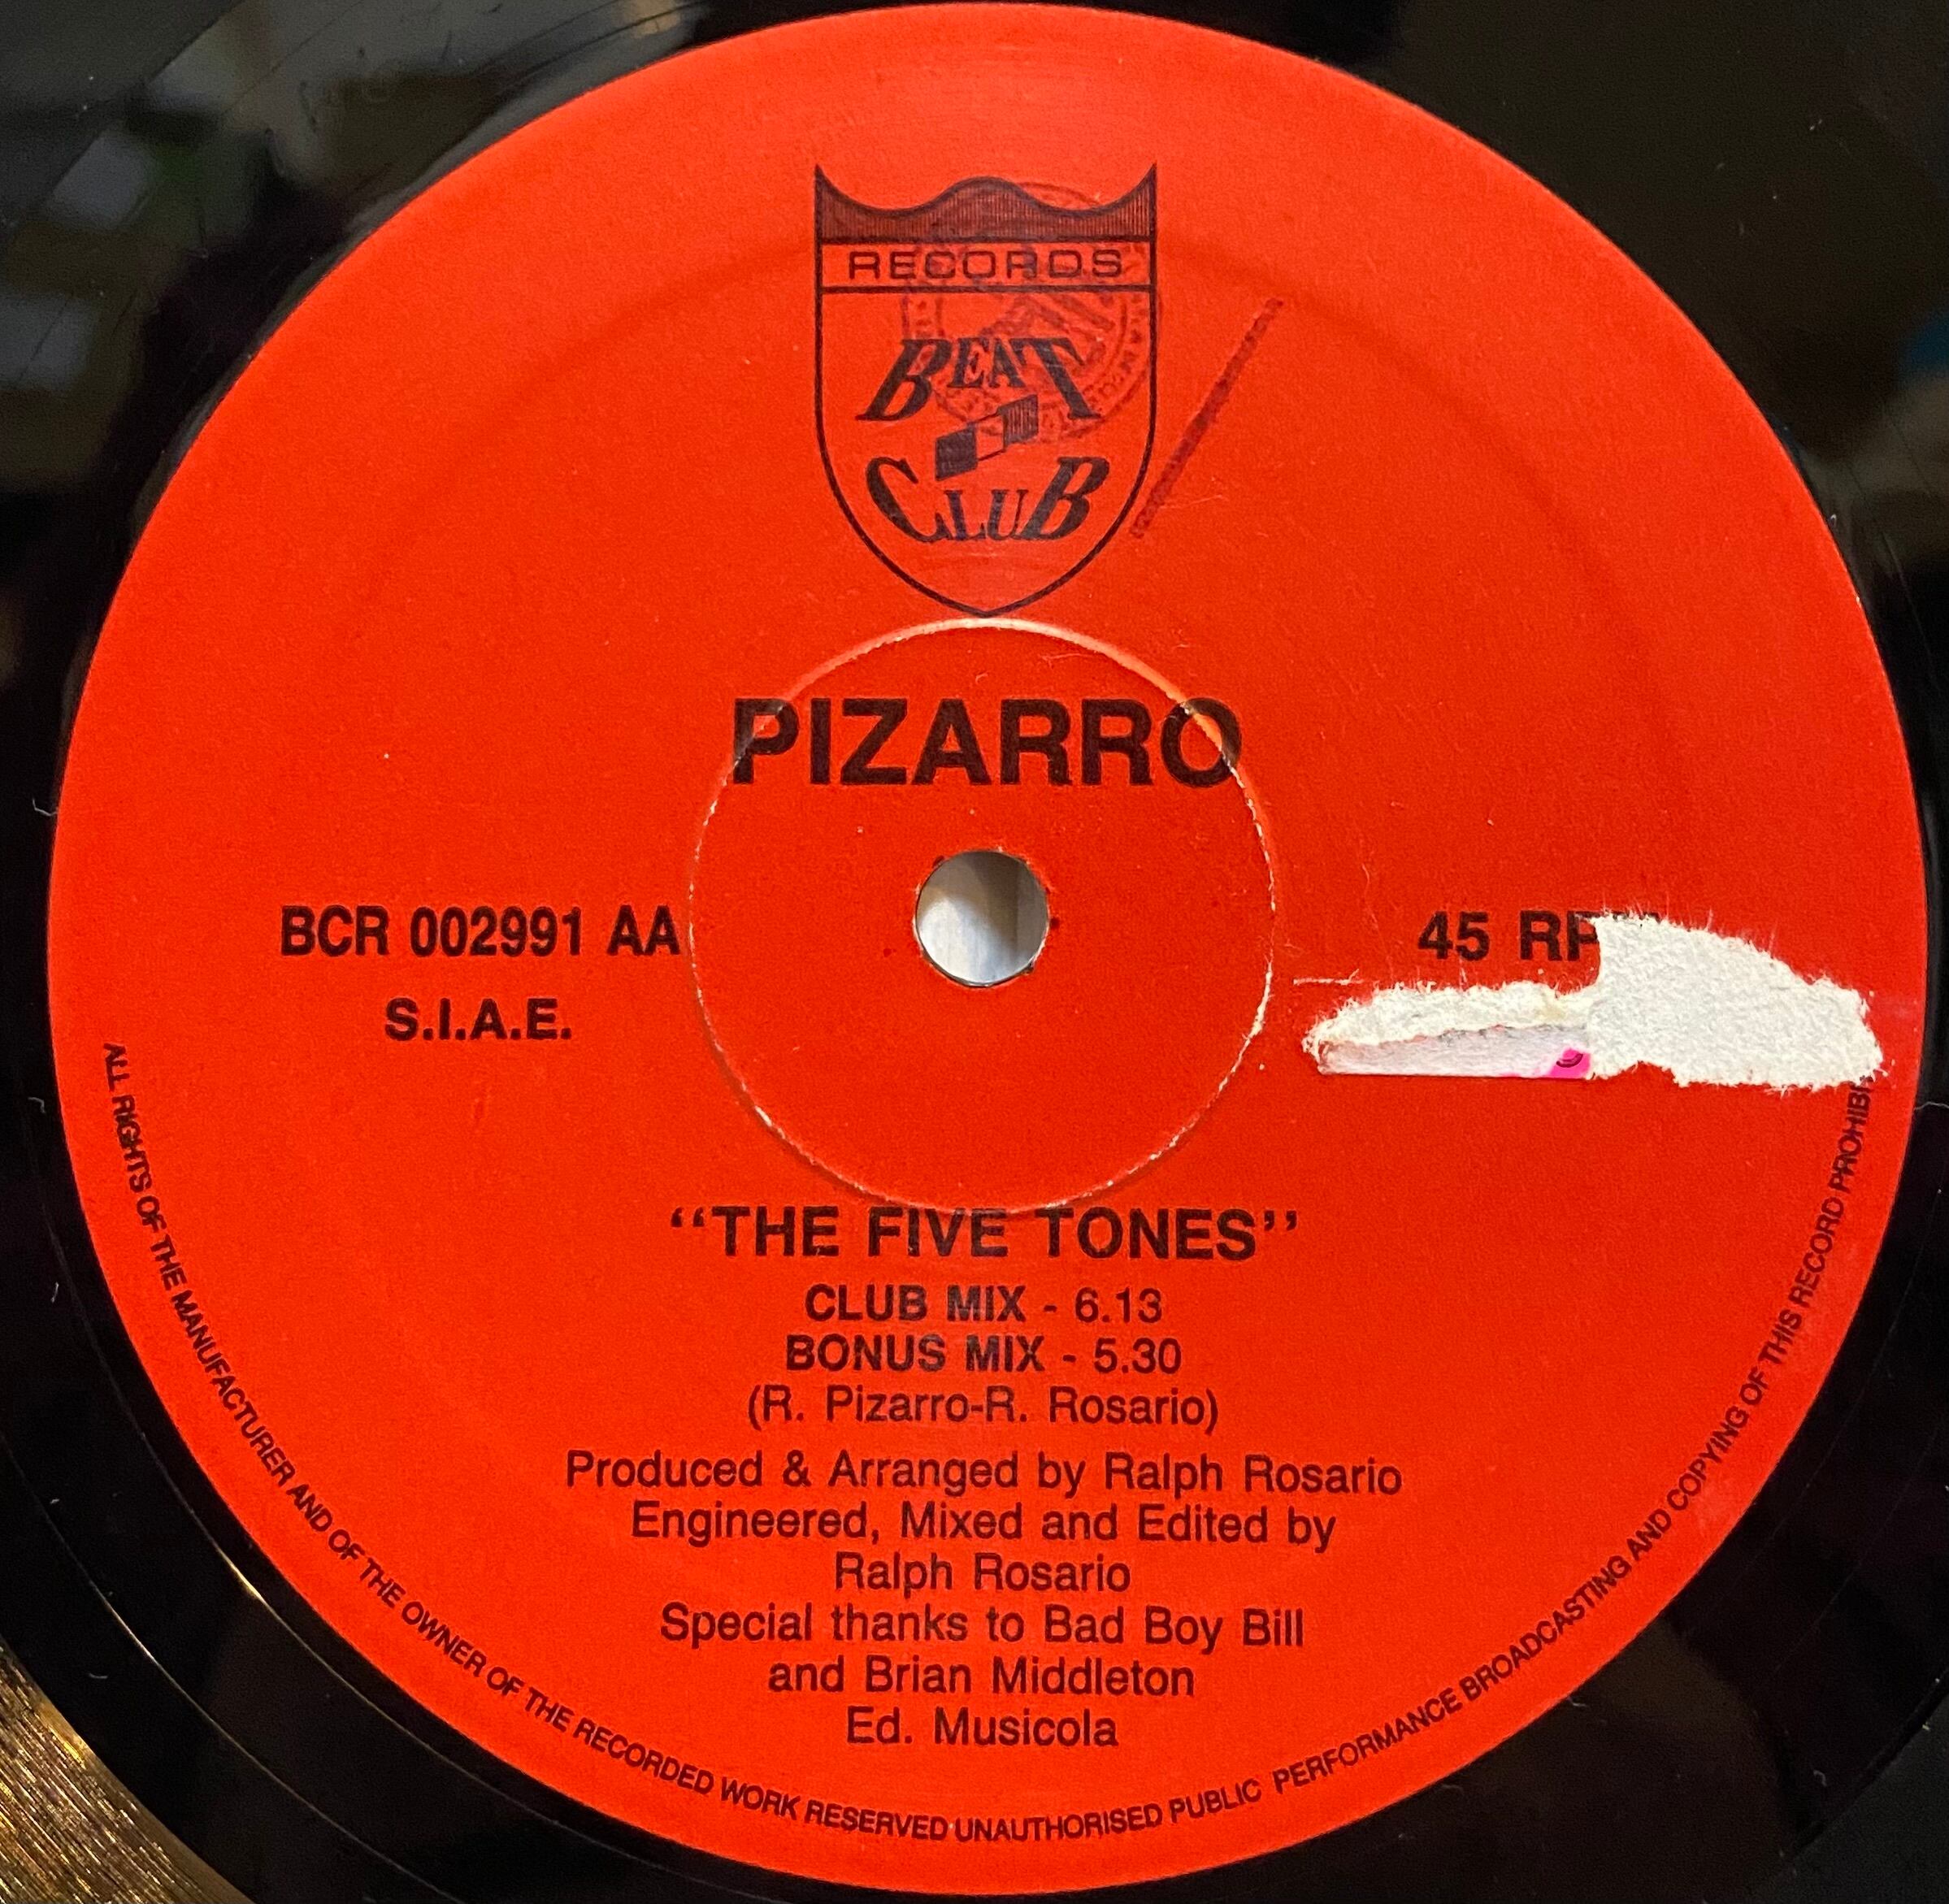 RECORDS
BEAT
CLUB
PIZARRO
BCR 002991 AA
45
S.I.A.E.
“THE FIVE TONES”
CLUB MIX - 6.13
BONUS MIX - 5.30
(R. Pizarro-R. Rosario)
Produced & Arranged by Ralph Rosario
Engineered, Mixed and Edited by
Ralph Rosario
Special thanks to Bad Boy Bill
and Brian Middleton
Ed. Musicola
ALL RIGHTS OF THE MANUFACTURER AND OF THE OWNER OF THE RECORDED WORK RESERVED UNAUTHORISED PUBLIC PERFORMANCE BROADCASTING AND COPYING OF THIS RECORD